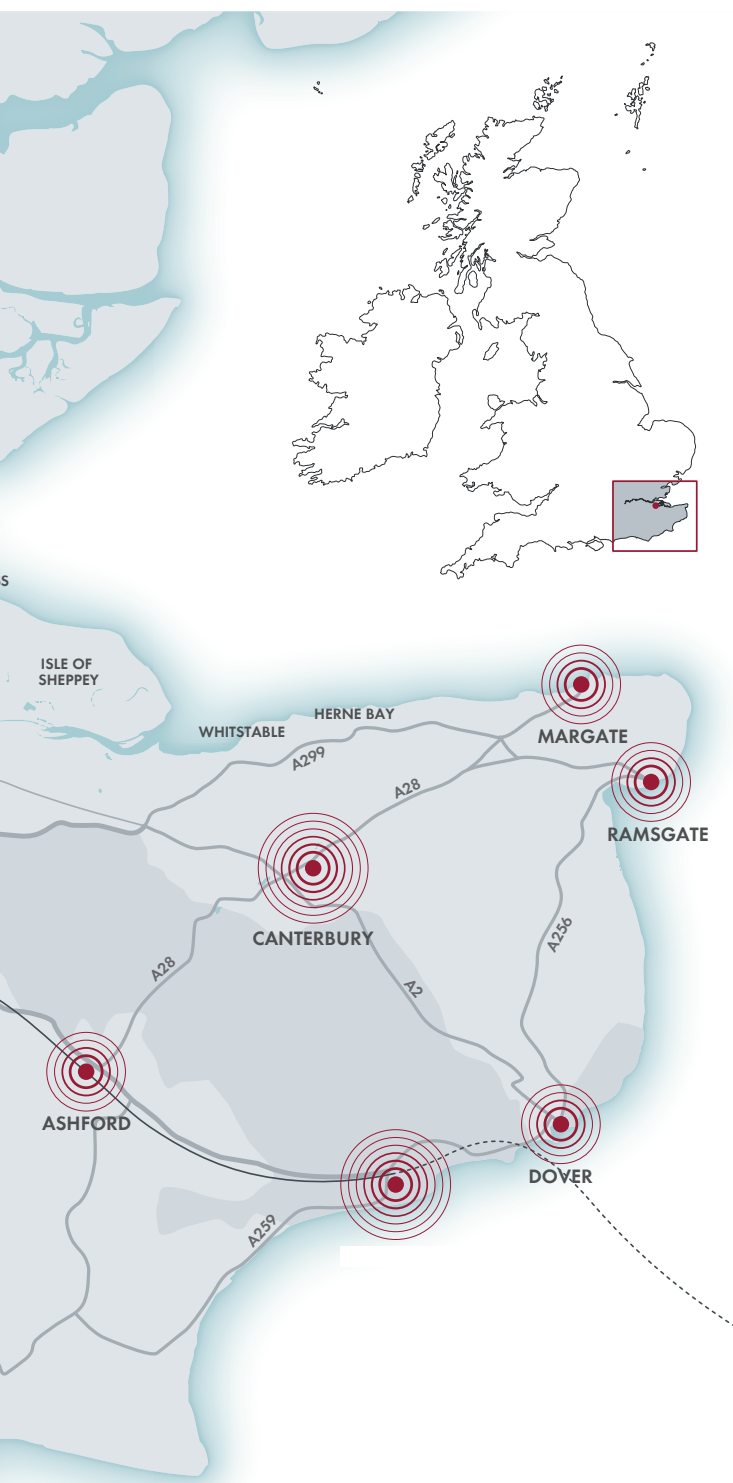 S
ISLE OF
SHEPPEY
HERNE BAY
WHITSTABLE
MARGATE
A299
A28
RAMSGATE
CANTERBURY
A256
A28
A2
ASHFORD
DOVER
A259